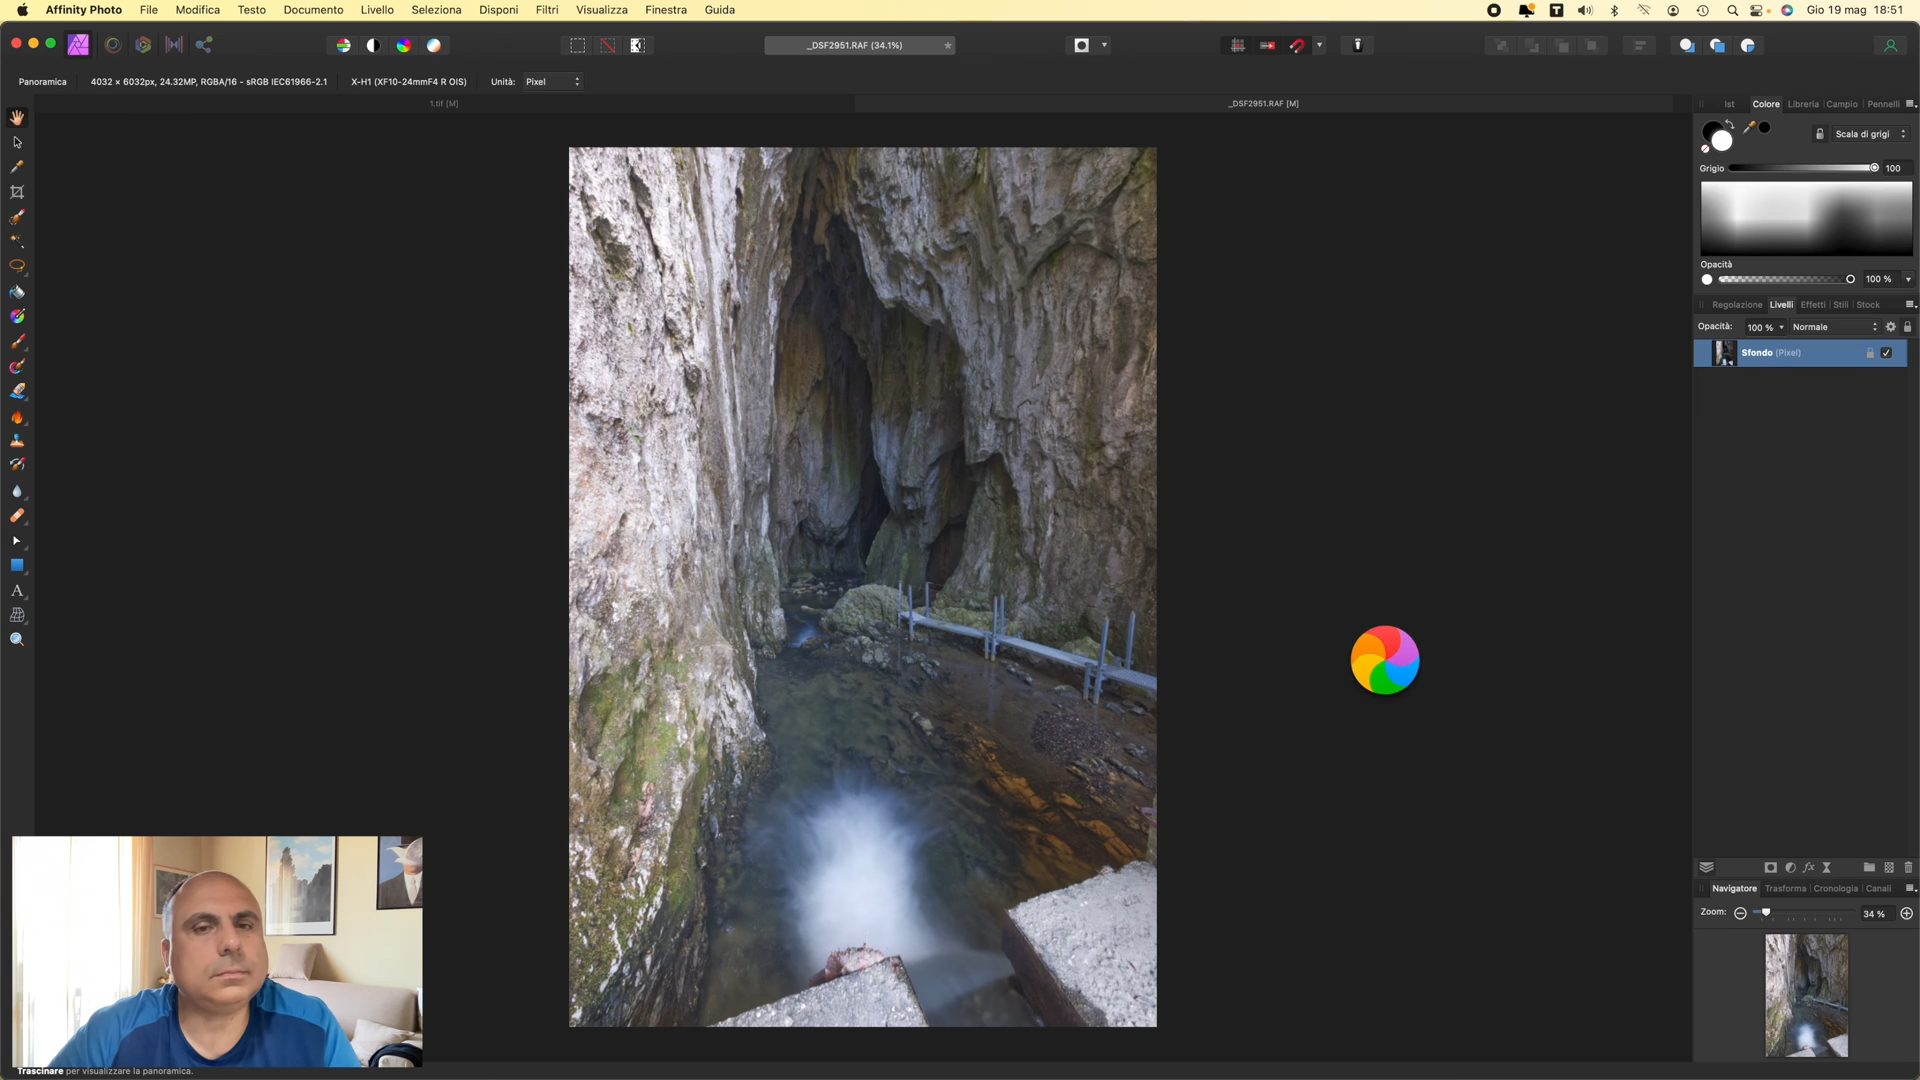 Affinity Photo File Modifica Testo Documento Livello Seleziona Disponi Filtri Visualizza Finestra Guida
T
Gio 19 mag 18:51
_DSF2951.RAF (34.1%)
Panoramica 4032 × 6032px, 24.32MP, RGBA/16 - sRGB IEC61966-2.1 X-H1 (XF10-24mmF4 R OIS) Unità: Pixel
1.tif [M] _DSF2951.RAF [M]
Ist Colore Libreria Campio Pennelli
Scala di grigi
Grigio 100
Opacità
100 %
Regolazione Livelli Effetti Stili Stock
Opacità: 100 % Normale
Sfondo (Pixel)
A
fx
Navigatore Trasforma Cronologia Canali
Zoom: 34 %
Trascinare per visualizzare la panoramica.